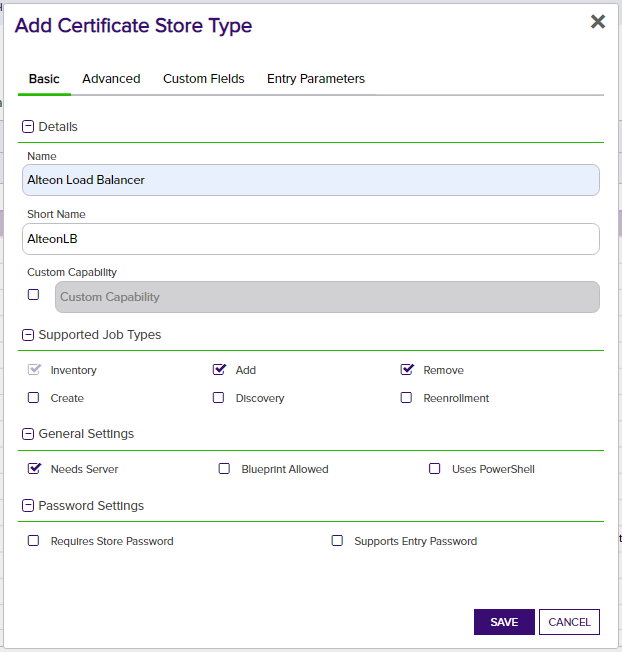 Add Certificate Store Type
Basic Advanced Custom Fields Entry Parameters
Details
Name
Alteon Load Balancer
Short Name
AlteonLB
Custom Capability
Custom Capability
Supported Job Types
Inventory Add Remove
Create Discovery Reenrollment
General Settings
Needs Server Blueprint Allowed Uses PowerShell
Password Settings
Requires Store Password Supports Entry Password
SAVE CANCEL